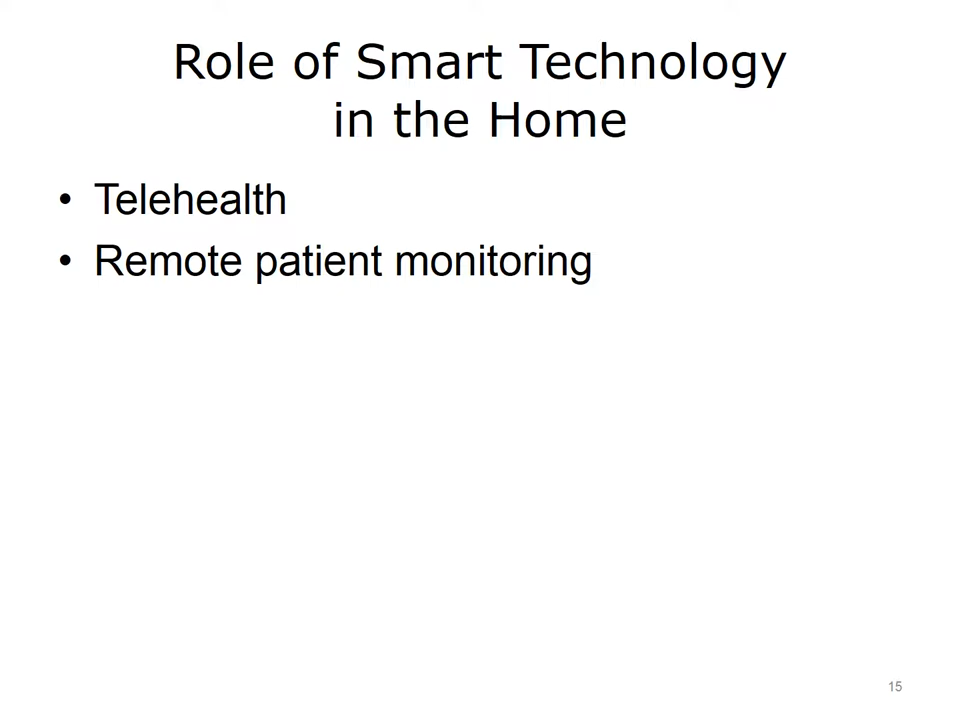 Role of Smart Technology
in the Home
• Telehealth
• Remote patient monitoring
15